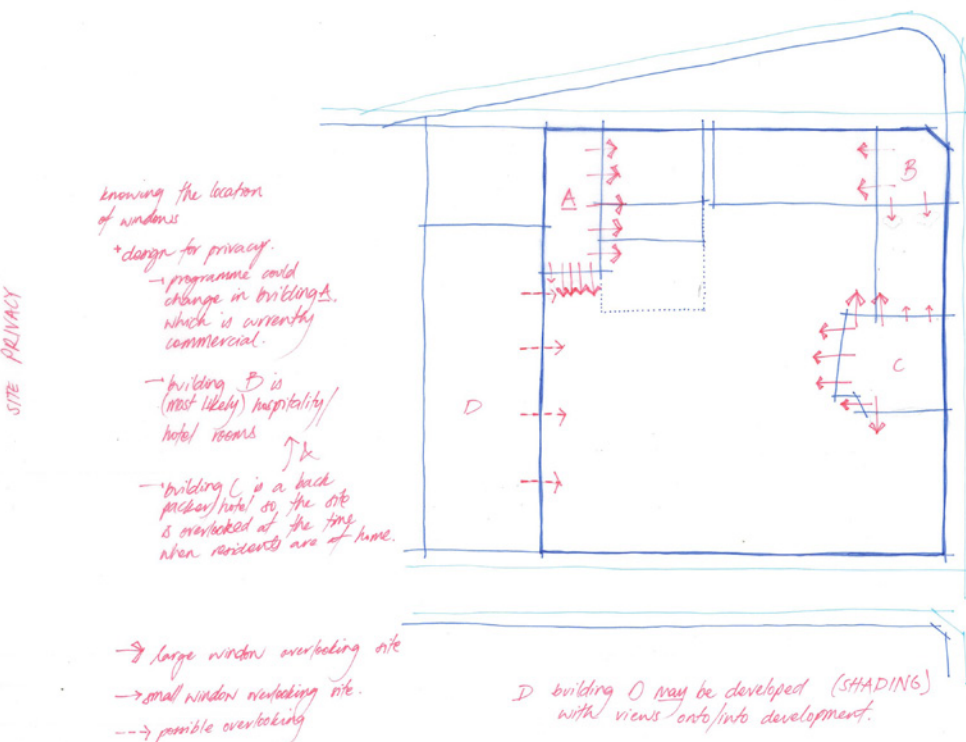 SITE PRIVACY
knowing the location
of windows
+ design for privacy.
→ programme could
change in building A.
which is currently
commercial.
→ building B is
(most likely) hospitality/
hotel rooms
&
→ building C is a back
packer/hotel so the site
is overlooked at the time
when residents are at home.
A
B
C
D
large window overlooking site
small window overlooking site.
possible overlooking
D building D may be developed (SHADING)
with views onto/into development.